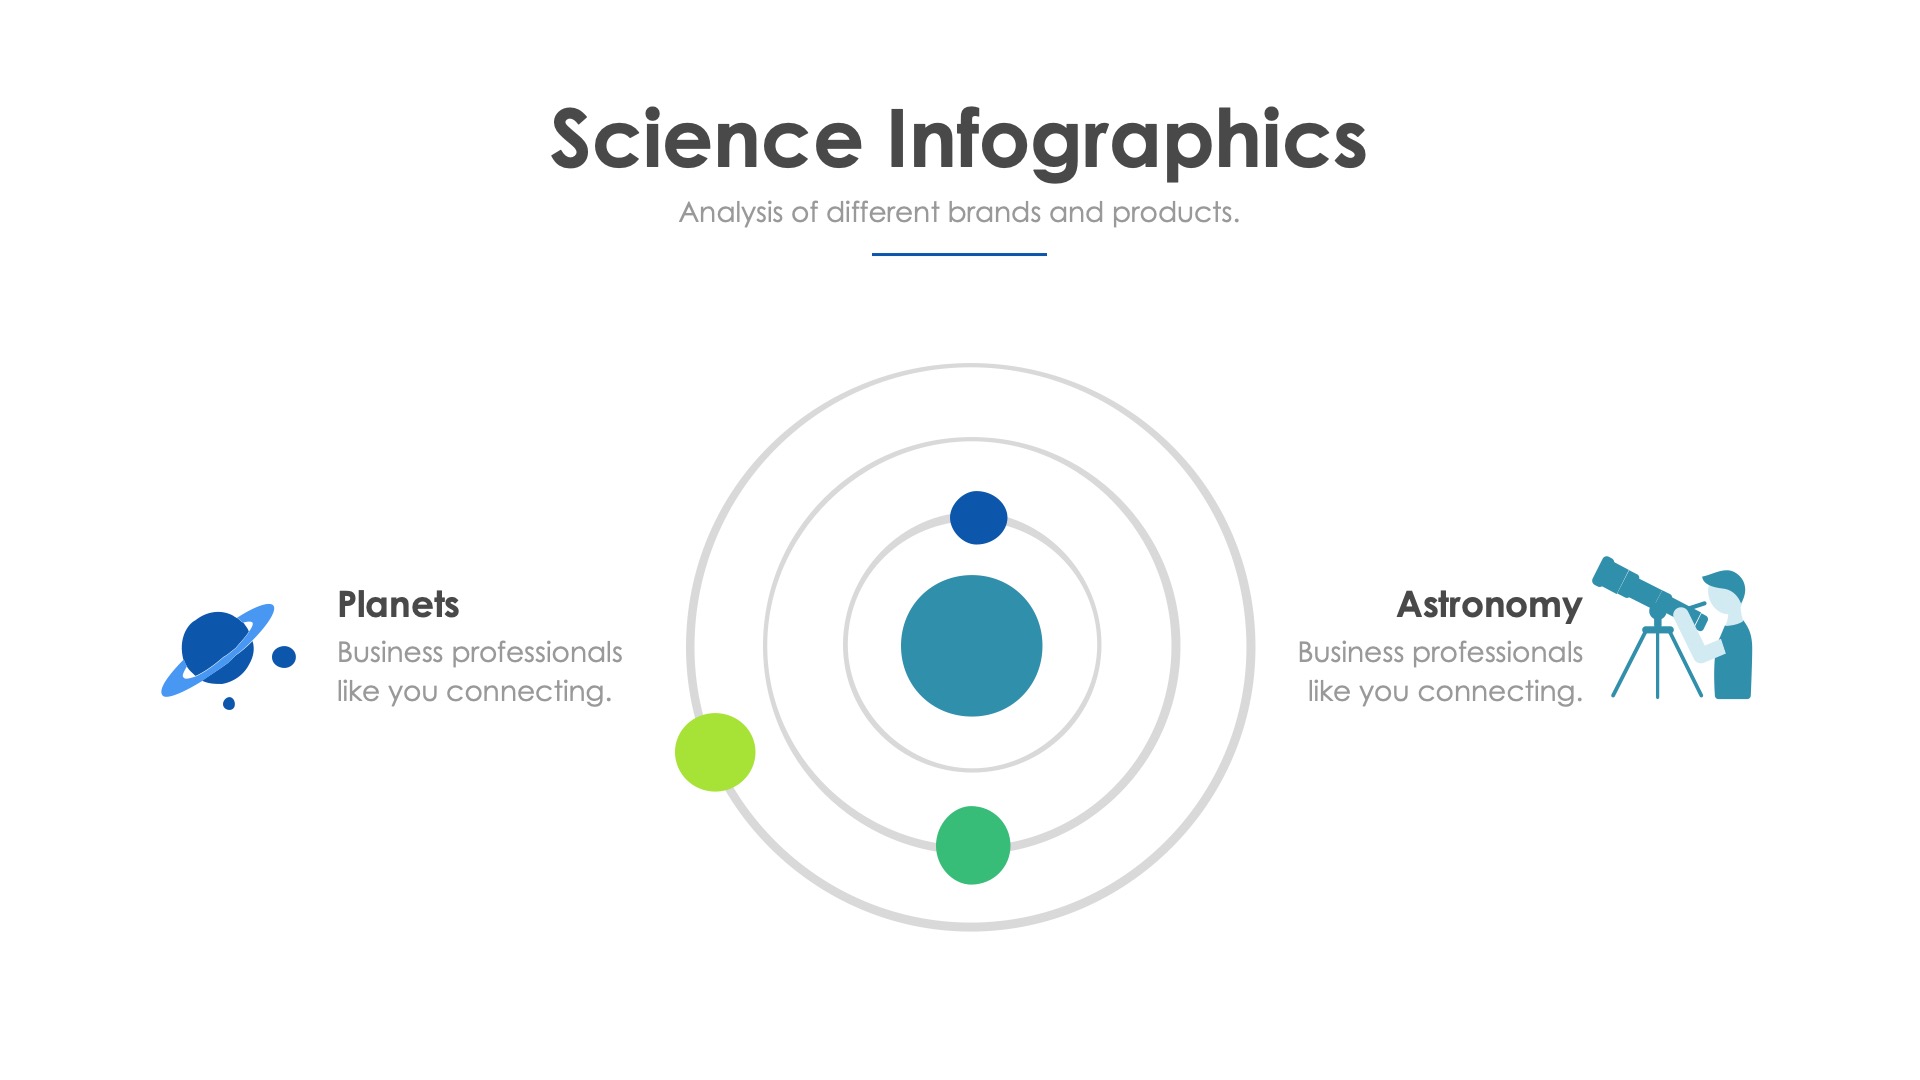 Science Infographics
Analysis of different brands and products.
Planets
Business professionals
like you connecting.
Astronomy
Business professionals
like you connecting.